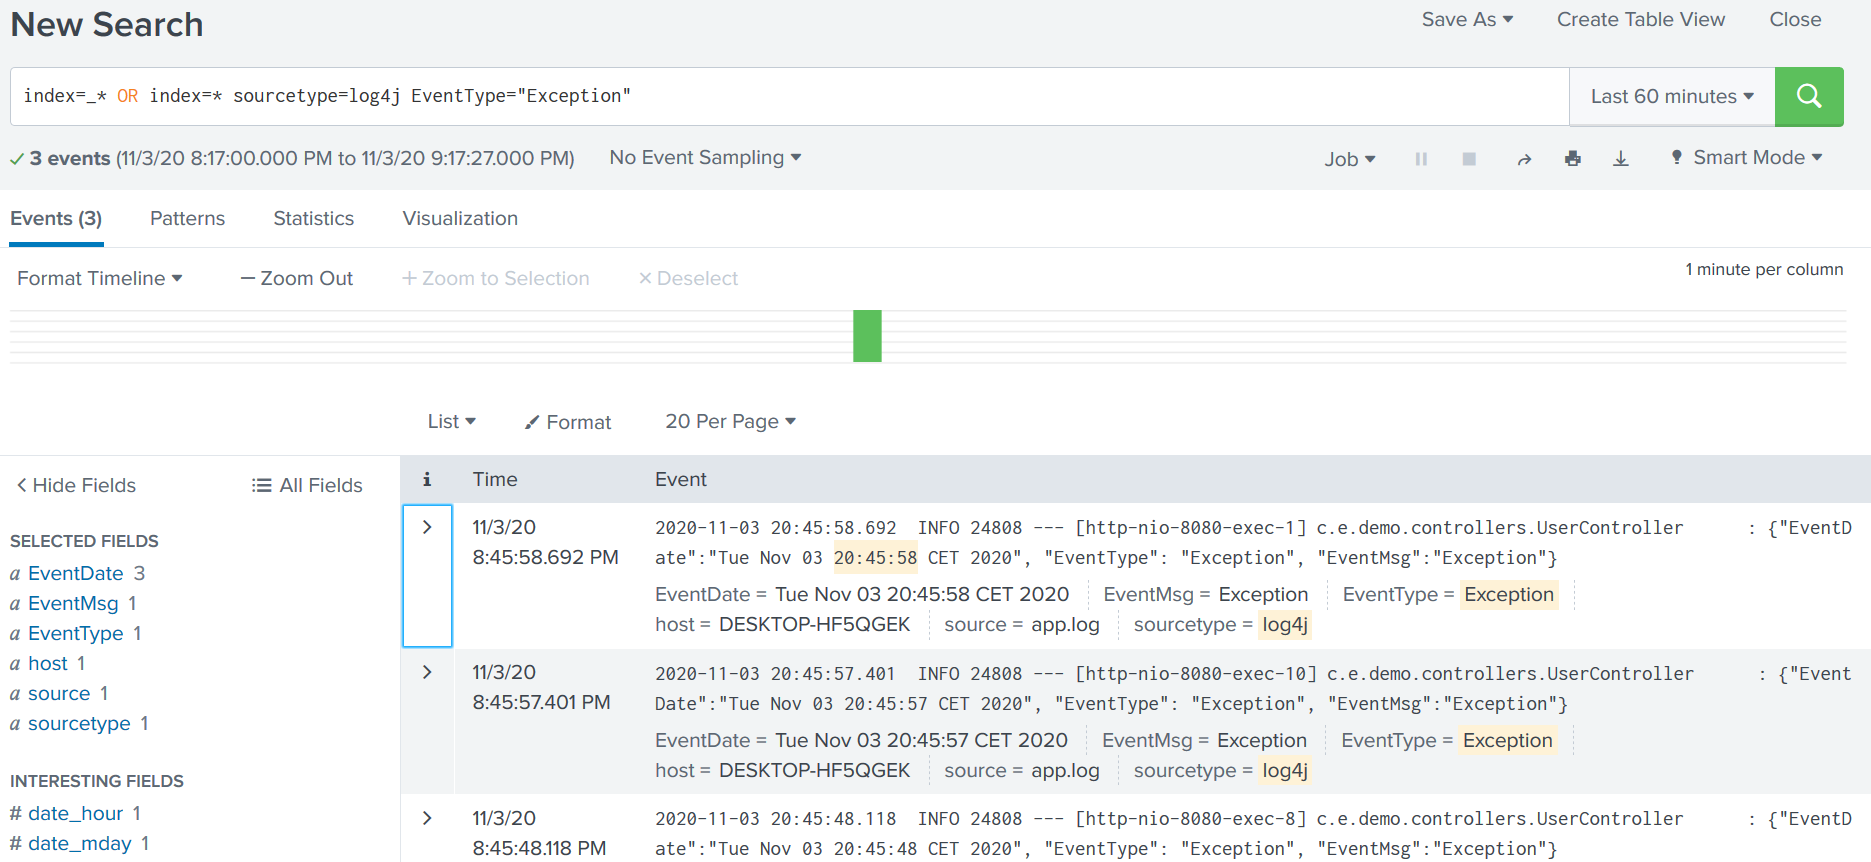 New Search
Save As
Create Table View
Close
index=_* OR index=* sourcetype=log4j EventType="Exception"
Last 60 minutes
3 events (11/3/20 8:17:00.000 PM to 11/3/20 9:17:27.000 PM)
No Event Sampling
Job
Smart Mode
Events (3)
Patterns
Statistics
Visualization
Format Timeline
Zoom Out
Zoom to Selection
Deselect
1 minute per column
List
Format
20 Per Page
Hide Fields
All Fields
SELECTED FIELDS
a EventDate 3
a EventMsg 1
a EventType 1
a host 1
a source 1
a sourcetype 1
INTERESTING FIELDS
# date_hour 1
# date_mday 1
i
Time
Event
11/3/20
8:45:58.692 PM
2020-11-03 20:45:58.692  INFO 24808 --- [http-nio-8080-exec-1] c.e.demo.controllers.UserController      : {"EventD
ate":"Tue Nov 03 20:45:58 CET 2020", "EventType": "Exception", "EventMsg":"Exception"}
EventDate = Tue Nov 03 20:45:58 CET 2020 EventMsg = Exception EventType = Exception
host = DESKTOP-HF5QGEK source = app.log sourcetype = log4j
11/3/20
8:45:57.401 PM
2020-11-03 20:45:57.401  INFO 24808 --- [http-nio-8080-exec-10] c.e.demo.controllers.UserController      : {"Event
Date":"Tue Nov 03 20:45:57 CET 2020", "EventType": "Exception", "EventMsg":"Exception"}
EventDate = Tue Nov 03 20:45:57 CET 2020 EventMsg = Exception EventType = Exception
host = DESKTOP-HF5QGEK source = app.log sourcetype = log4j
11/3/20
8:45:48.118 PM
2020-11-03 20:45:48.118  INFO 24808 --- [http-nio-8080-exec-8] c.e.demo.controllers.UserController      : {"EventD
ate":"Tue Nov 03 20:45:48 CET 2020", "EventType": "Exception", "EventMsg":"Exception"}